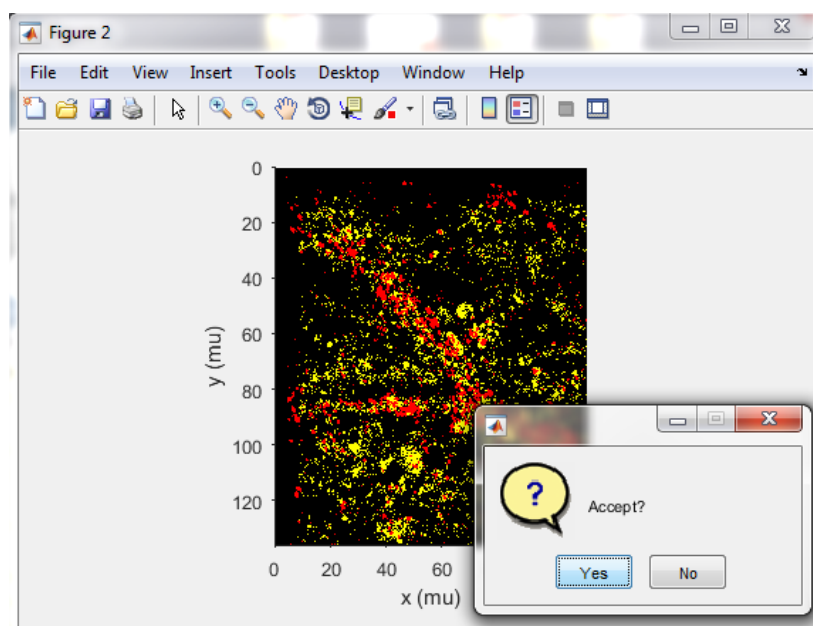 Figure 2
File Edit View Insert Tools Desktop Window Help
0
20
40
60
80
100
120
y (mu)
0 20 40 60
x (mu)
?
Accept?
Yes No